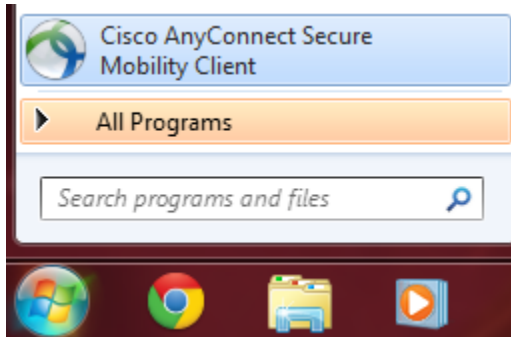 Cisco AnyConnect Secure
Mobility Client
All Programs
Search programs and files